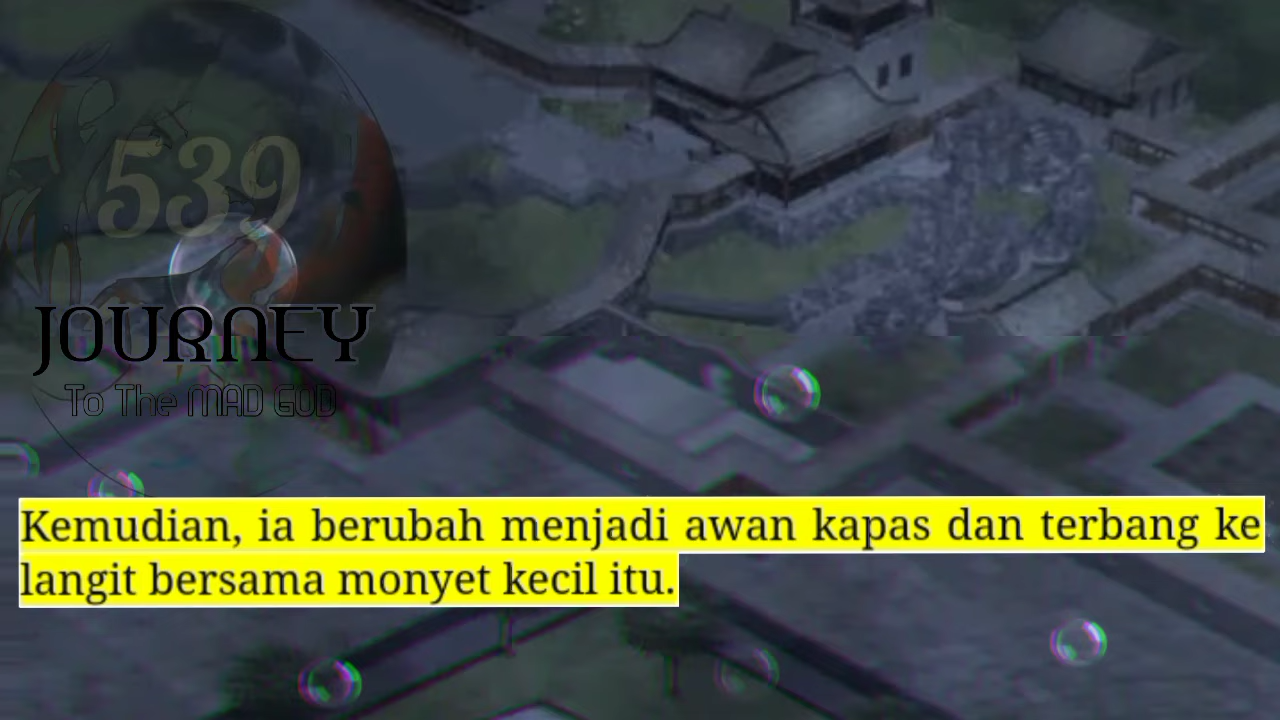 539
JOURNEY
To The MAD GOD
Kemudian, ia berubah menjadi awan kapas dan terbang ke
langit bersama monyet kecil itu.